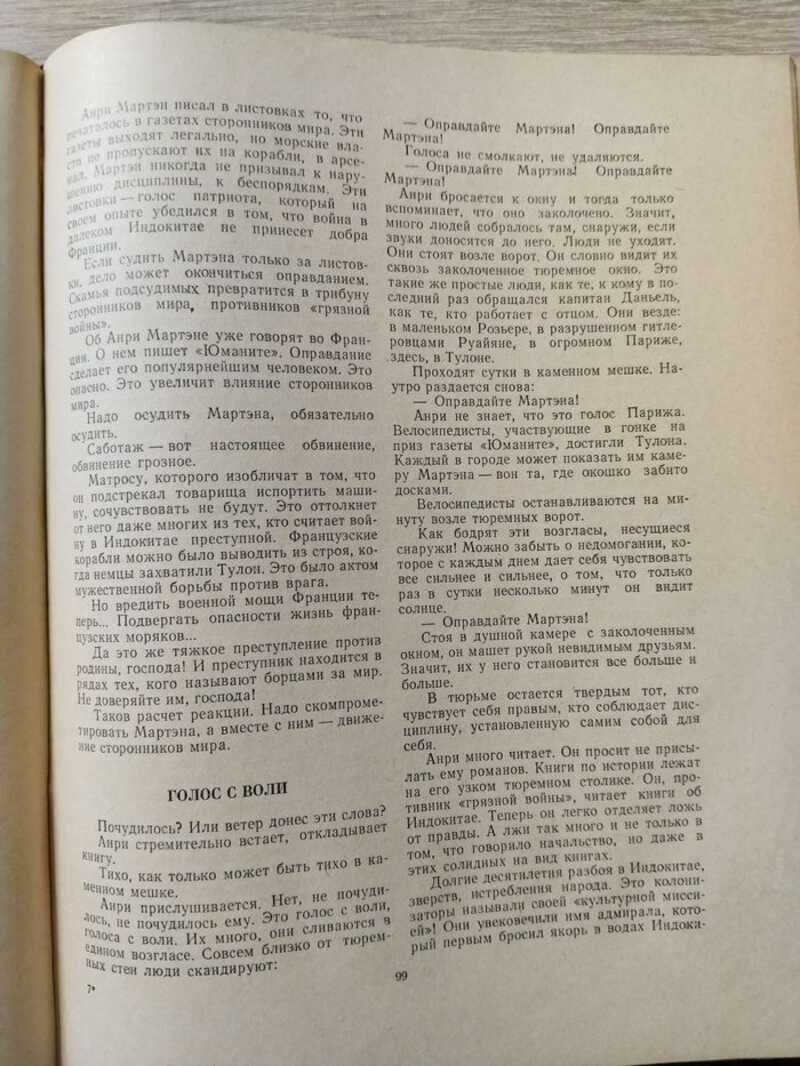 Анри Мартэн писал в листовках то, что
печаталось в газетах сторонников мира. Эти
газеты выходят легально, но морские вла-
сти не пропускают их на корабли, в арсе-
нал. Мартэн никогда не призывал к нару-
шению дисциплины, к беспорядкам. Эти
листовки — голос патриота, который на
своем опыте убедился в том, что война в
далеком Индокитае не принесет добра
Франции.
Если судить Мартэна только за листов-
ки, дело может окончиться оправданием.
Скамья подсудимых превратится в трибуну
сторонников мира, противников «грязной
войны».
Об Анри Мартэне уже говорят во Фран-
ции. О нем пишет «Юманите». Оправдание
сделает его популярнейшим человеком. Это
опасно. Это увеличит влияние сторонников
мира.
Надо осудить Мартэна, обязательно
осудить.
Саботаж — вот настоящее обвинение,
обвинение грозное.
Матросу, которого изобличат в том, что
он подстрекал товарища испортить маши-
ну, сочувствовать не будут. Это оттолкнет
от него даже многих из тех, кто считает вой-
ну в Индокитае преступной. Французские
корабли можно было выводить из строя, ко-
гда немцы захватили Тулон. Это было актом
мужественной борьбы против врага.
Но вредить военной мощи Франции те-
перь... Подвергать опасности жизнь фран-
цузских моряков...
Да это же тяжкое преступление против
родины, господа! И преступник находится в
рядах тех, кого называют борцами за мир.
Не доверяйте им, господа!
Таков расчет реакции. Надо скомпроме-
тировать Мартэна, а вместе с ним — движе-
ние сторонников мира.
ГОЛОС С ВОЛИ
Почудилось? Или ветер донес эти слова?
Анри стремительно встает, откладывает
книгу.
Тихо, как только может быть тихо в ка-
менном мешке.
Анри прислушивается. Нет, не почуди-
лось, не почудилось ему. Это голос с воли,
голоса с воли. Их много, они сливаются в
едином возгласе. Совсем близко от тюрем-
ных стен люди скандируют:
7*
— Оправдайте Мартэна! Оправдайте
Мартэна!
Голоса не смолкают, не удаляются.
— Оправдайте Мартэна! Оправдайте
Мартэна!
Анри бросается к окну и тогда только
вспоминает, что оно заколочено. Значит,
много людей собралось там, снаружи, если
звуки доносятся до него. Люди не уходят.
Они стоят возле ворот. Он словно видит их
сквозь заколоченное тюремное окно. Это
такие же простые люди, как те, к кому в по-
следний раз обращался капитан Даньель,
как те, кто работает с отцом. Они везде:
в маленьком Розьере, в разрушенном гитле-
ровцами Руайяне, в огромном Париже,
здесь, в Тулоне.
Проходят сутки в каменном мешке. На-
утро раздается снова:
— Оправдайте Мартэна!
Анри не знает, что это голос Парижа.
Велосипедисты, участвующие в гонке на
приз газеты «Юманите», достигли Тулона.
Каждый в городе может показать им каме-
ру Мартэна — вон та, где окошко забито
досками.
Велосипедисты останавливаются на ми-
нуту возле тюремных ворот.
Как бодрят эти возгласы, несущиеся
снаружи! Можно забыть о недомогании, ко-
торое с каждым днем дает себя чувствовать
все сильнее и сильнее, о том, что только
раз в сутки несколько минут он видит
солнце.
— Оправдайте Мартэна!
Стоя в душной камере с заколоченным
окном, он машет рукой невидимым друзьям.
Значит, их у него становится все больше и
больше.
В тюрьме остается твердым тот, кто
чувствует себя правым, кто соблюдает дис-
циплину, установленную самим собой для
себя.
Анри много читает. Он просит не присы-
лать ему романов. Книги по истории лежат
на его узком тюремном столике. Он, про-
тивник «грязной войны», читает книги об
Индокитае. Теперь он легко отделяет ложь
от правды. А лжи так много и не только в
том, что говорило начальство, но даже в
этих солидных на вид книгах.
Долгие десятилетия разбоя в Индокитае,
зверств, истребления народа. Это колони-
заторы называли своей «культурной мисси-
ей»! Они увековечили имя адмирала, кото-
рый первым бросил якорь в водах Индоки-
99